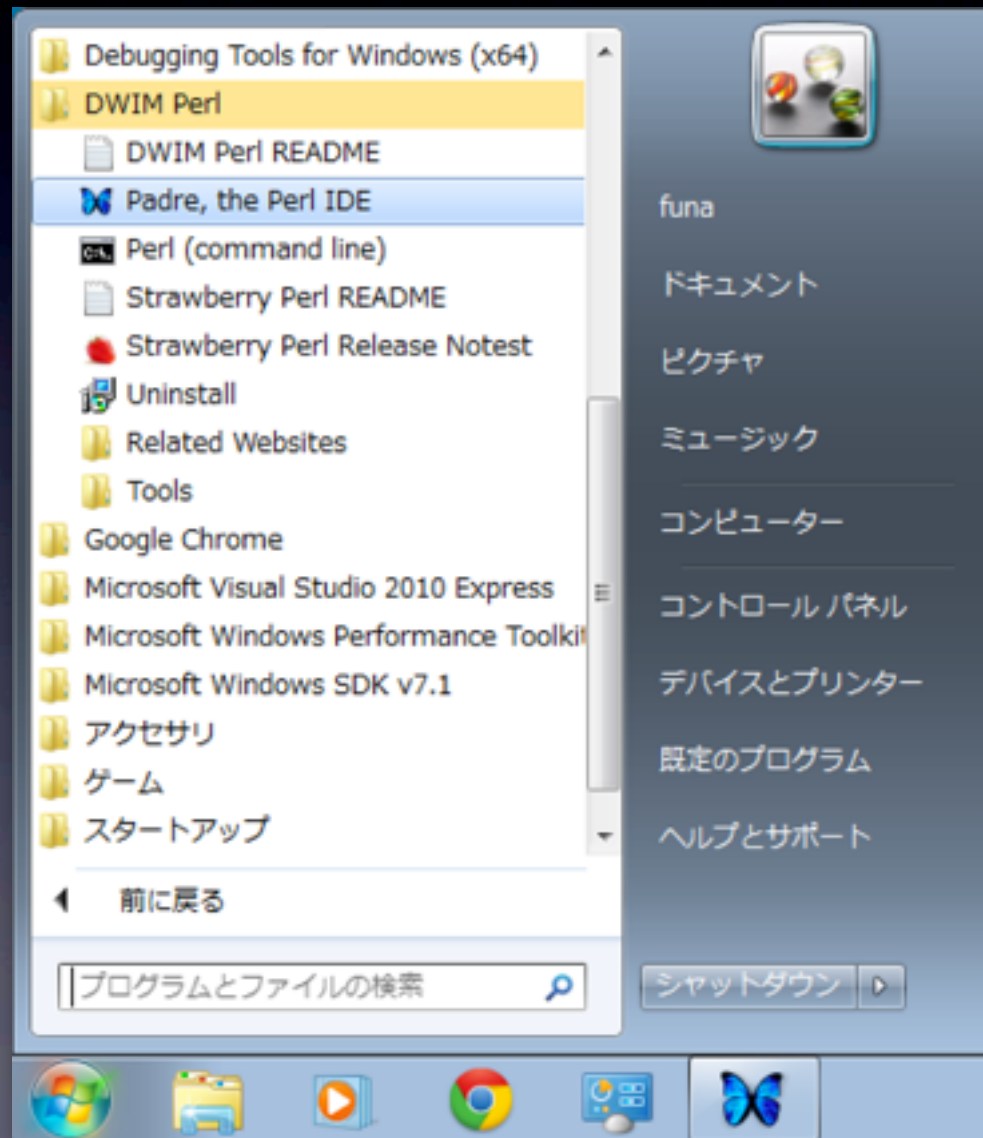 Debugging Tools for Windows (x64)
DWIM Perl
DWIM Perl README
Padre, the Perl IDE
Perl (command line)
Strawberry Perl README
Strawberry Perl Release Notest
Uninstall
Related Websites
Tools
Google Chrome
Microsoft Visual Studio 2010 Express
Microsoft Windows Performance Toolkit
Microsoft Windows SDK v7.1
アクセサリ
ゲーム
スタートアップ
前に戻る
プログラムとファイルの検索
funa
ドキュメント
ピクチャ
ミュージック
コンピューター
コントロール パネル
デバイスとプリンター
既定のプログラム
ヘルプとサポート
シャットダウン